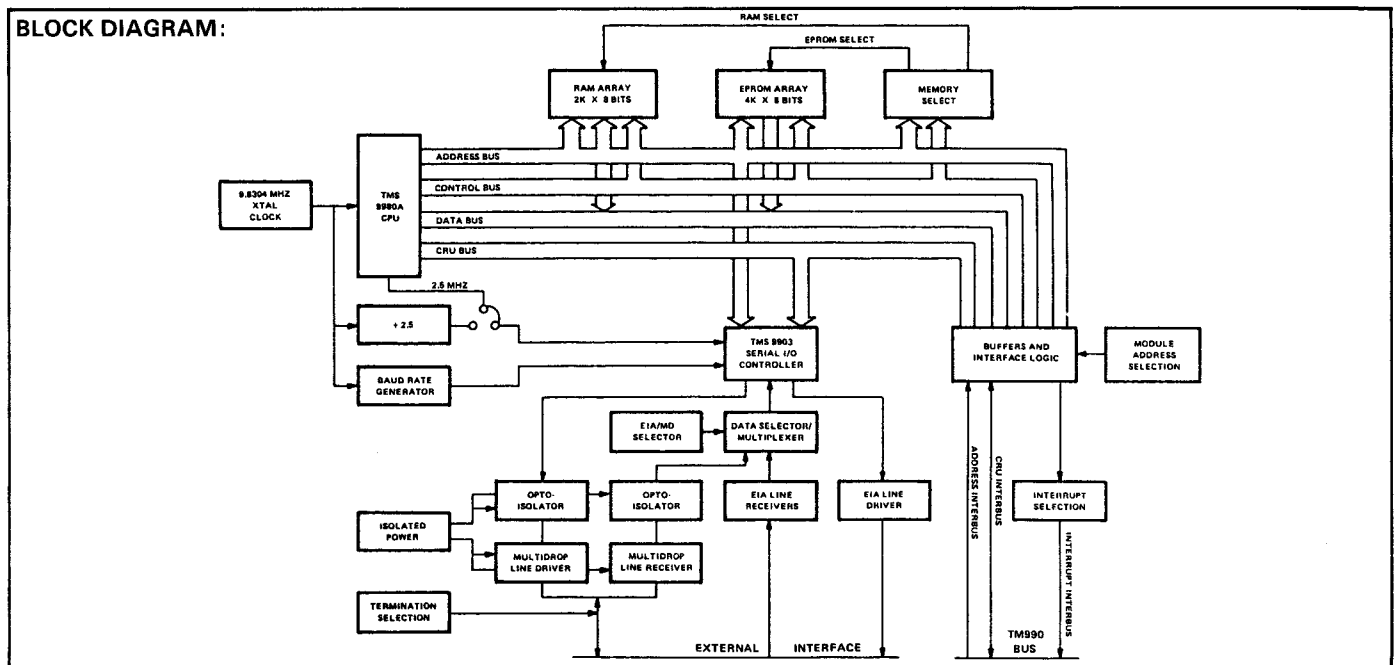 BLOCK DIAGRAM:
RAM SELECT
EPROM SELECT
RAM ARRAY
2K X 8 BITS
EPROM ARRAY
4K X 8 BITS
MEMORY
SELECT
9.8304 MHZ
XTAL
CLOCK
TMS
9980A
CPU
ADDRESS BUS
CONTROL BUS
DATA BUS
CRU BUS
2.5 MHZ
÷ 2.5
BAUD RATE
GENERATOR
TMS 9903
SERIAL I/O
CONTROLLER
BUFFERS AND
INTERFACE LOGIC
MODULE
ADDRESS
SELECTION
EIA/MD
SELECTOR
DATA SELECTOR/
MULTIPLEXER
OPTO-
ISOLATOR
OPTO-
ISOLATOR
EIA LINE
RECEIVERS
EIA LINE
DRIVER
ADDRESS INTERBUS
CRU INTERBUS
INTERRUPT
SELECTION
ISOLATED
POWER
MULTIDROP
LINE DRIVER
MULTIDROP
LINE RECEIVER
INTERRUPT INTERBUS
TERMINATION
SELECTION
EXTERNAL INTERFACE
TM990
BUS